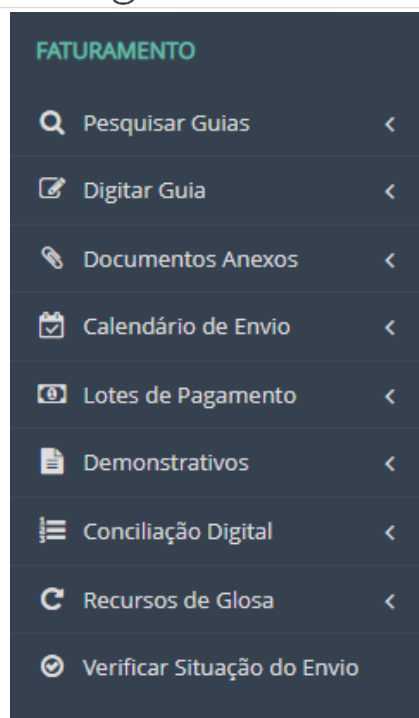 FATURAMENTO
Pesquisar Guias
Digitar Guia
Documentos Anexos
Calendário de Envio
Lotes de Pagamento
Demonstrativos
Conciliação Digital
Recursos de Glosa
Verificar Situação do Envio